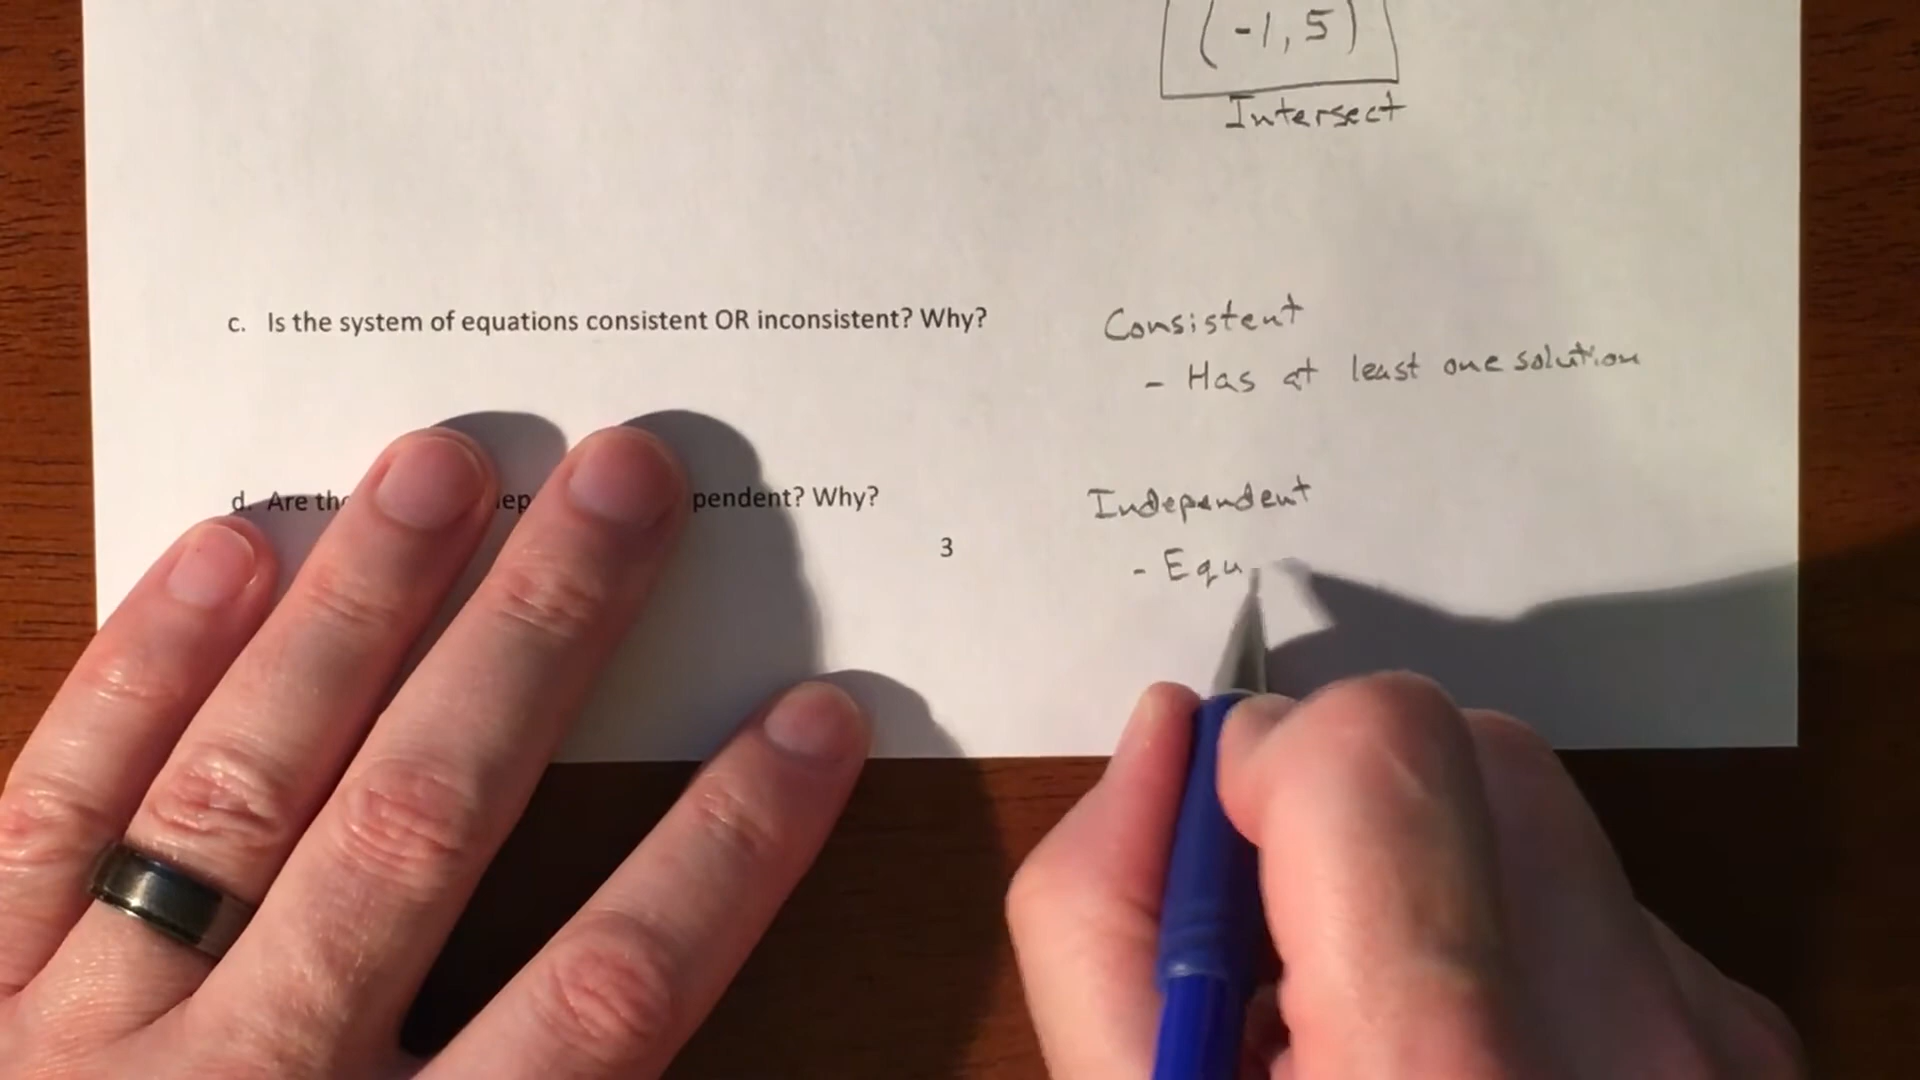 (-1, 5)
Intersect
c. Is the system of equations consistent OR inconsistent? Why?
Consistent
- Has at least one solution
d. Are the pendent? Why?
Independent
3
- Equ